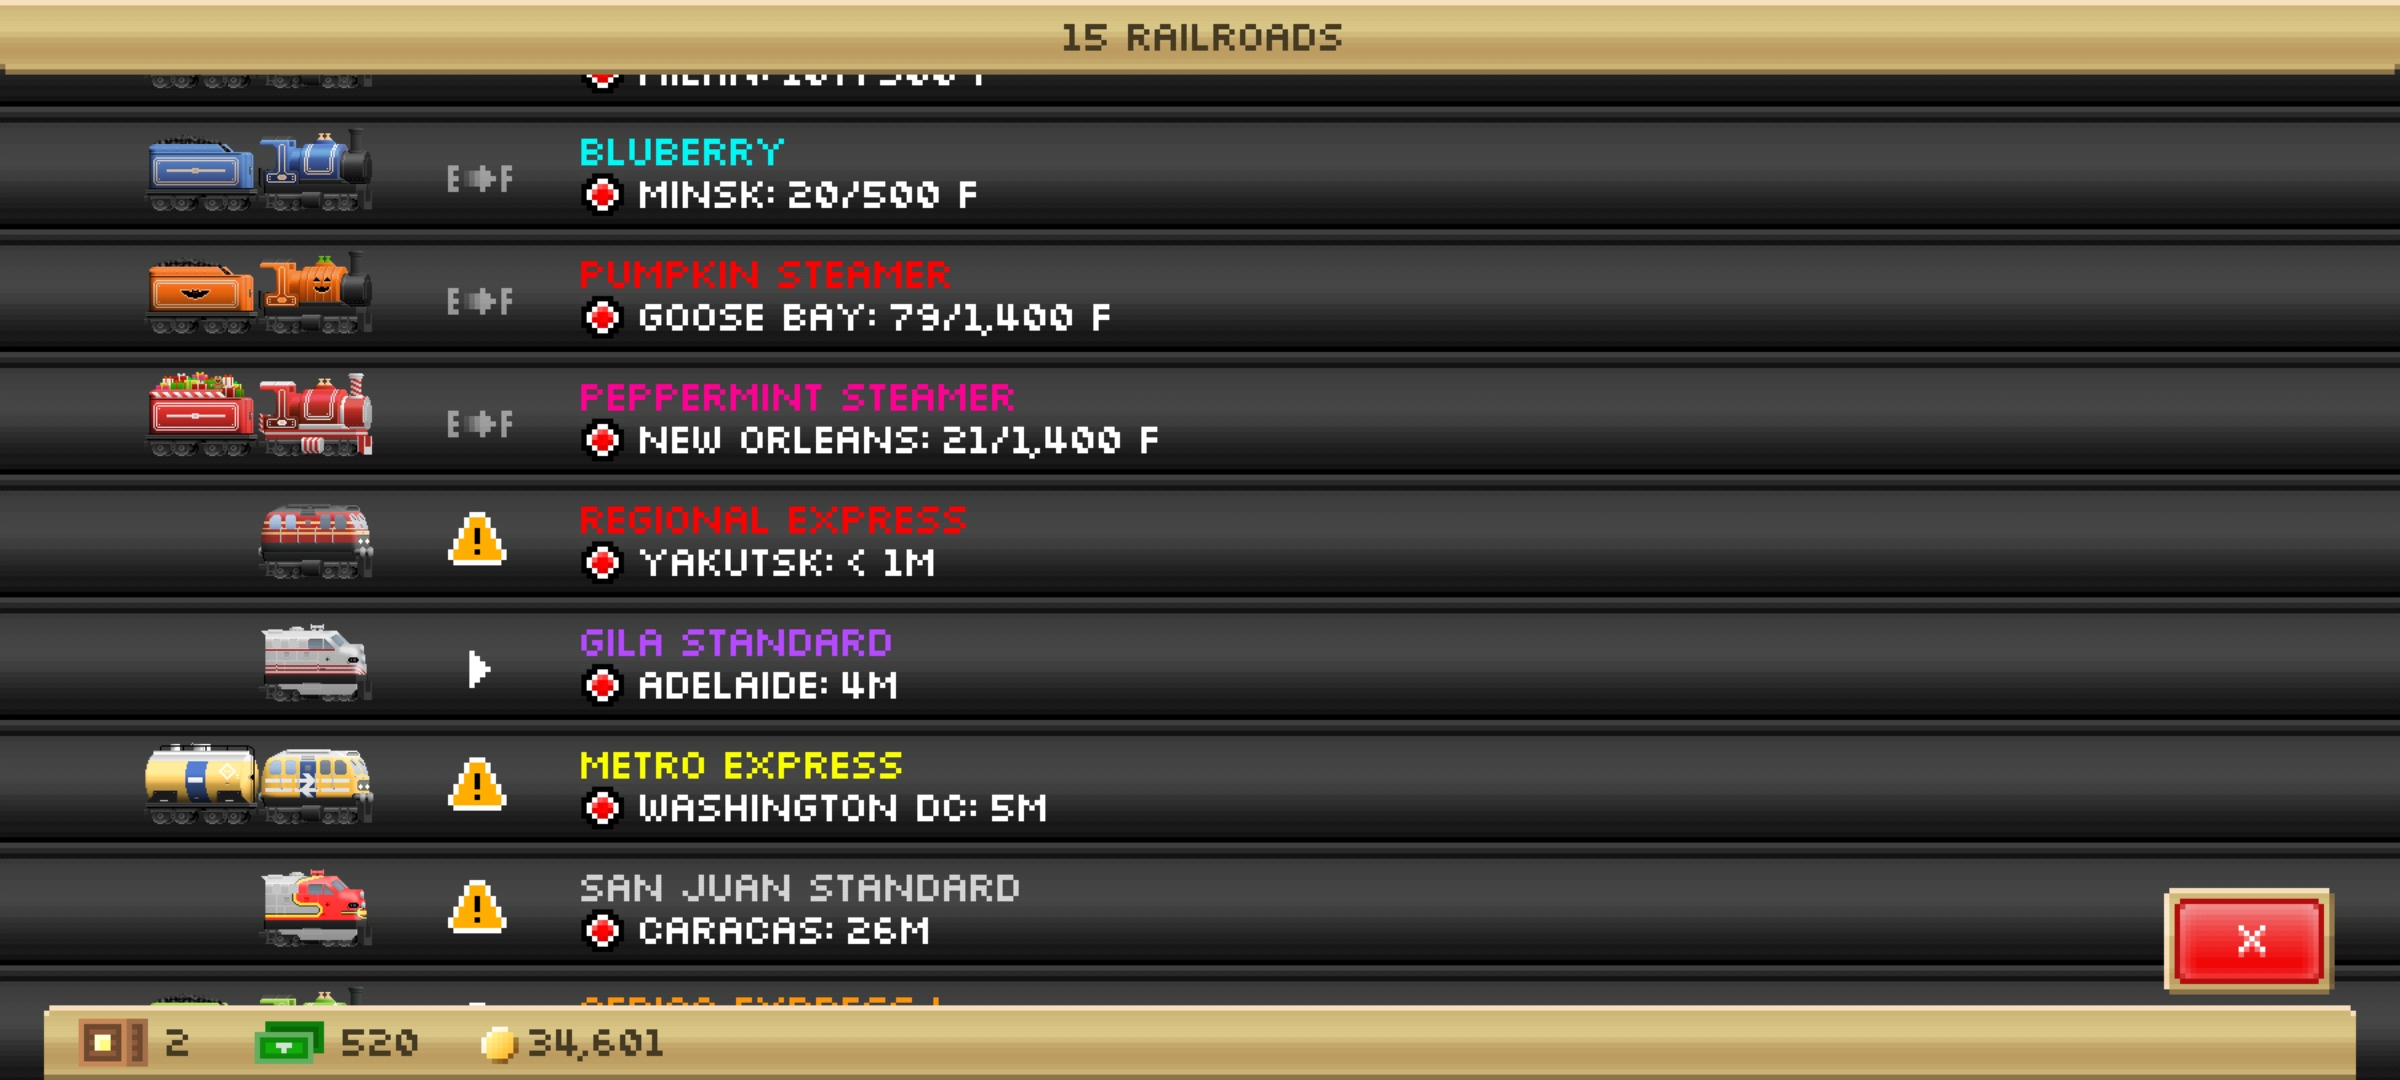 15 RAILROADS
BLUBERRY
MINSK: 20/500 F
E F
PUMPKIN STEAMER
GOOSE BAY: 79/1,400 F
E F
PEPPERMINT STEAMER
NEW ORLEANS: 21/1,400 F
E F
REGIONAL EXPRESS
YAKUTSK: < 1M
GILA STANDARD
ADELAIDE: 4M
METRO EXPRESS
WASHINGTON DC: 5M
SAN JUAN STANDARD
CARACAS: 26M
X
2 520 34,601